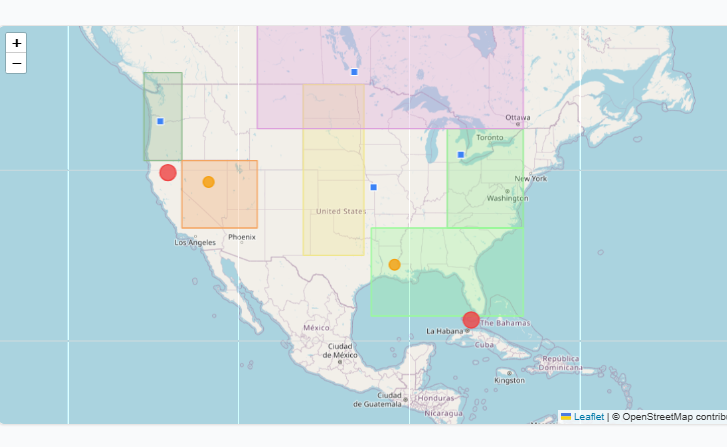 +
−
Ottawa
Toronto
New York
Washington
United States
Los Angeles
Phoenix
México
La Habana
The Bahamas
Cuba
Ciudad
de México
República
Dominicana
Kingston
Ciudad
de Guatemala
Honduras
Nicaragua
Leaflet | © OpenStreetMap contrib